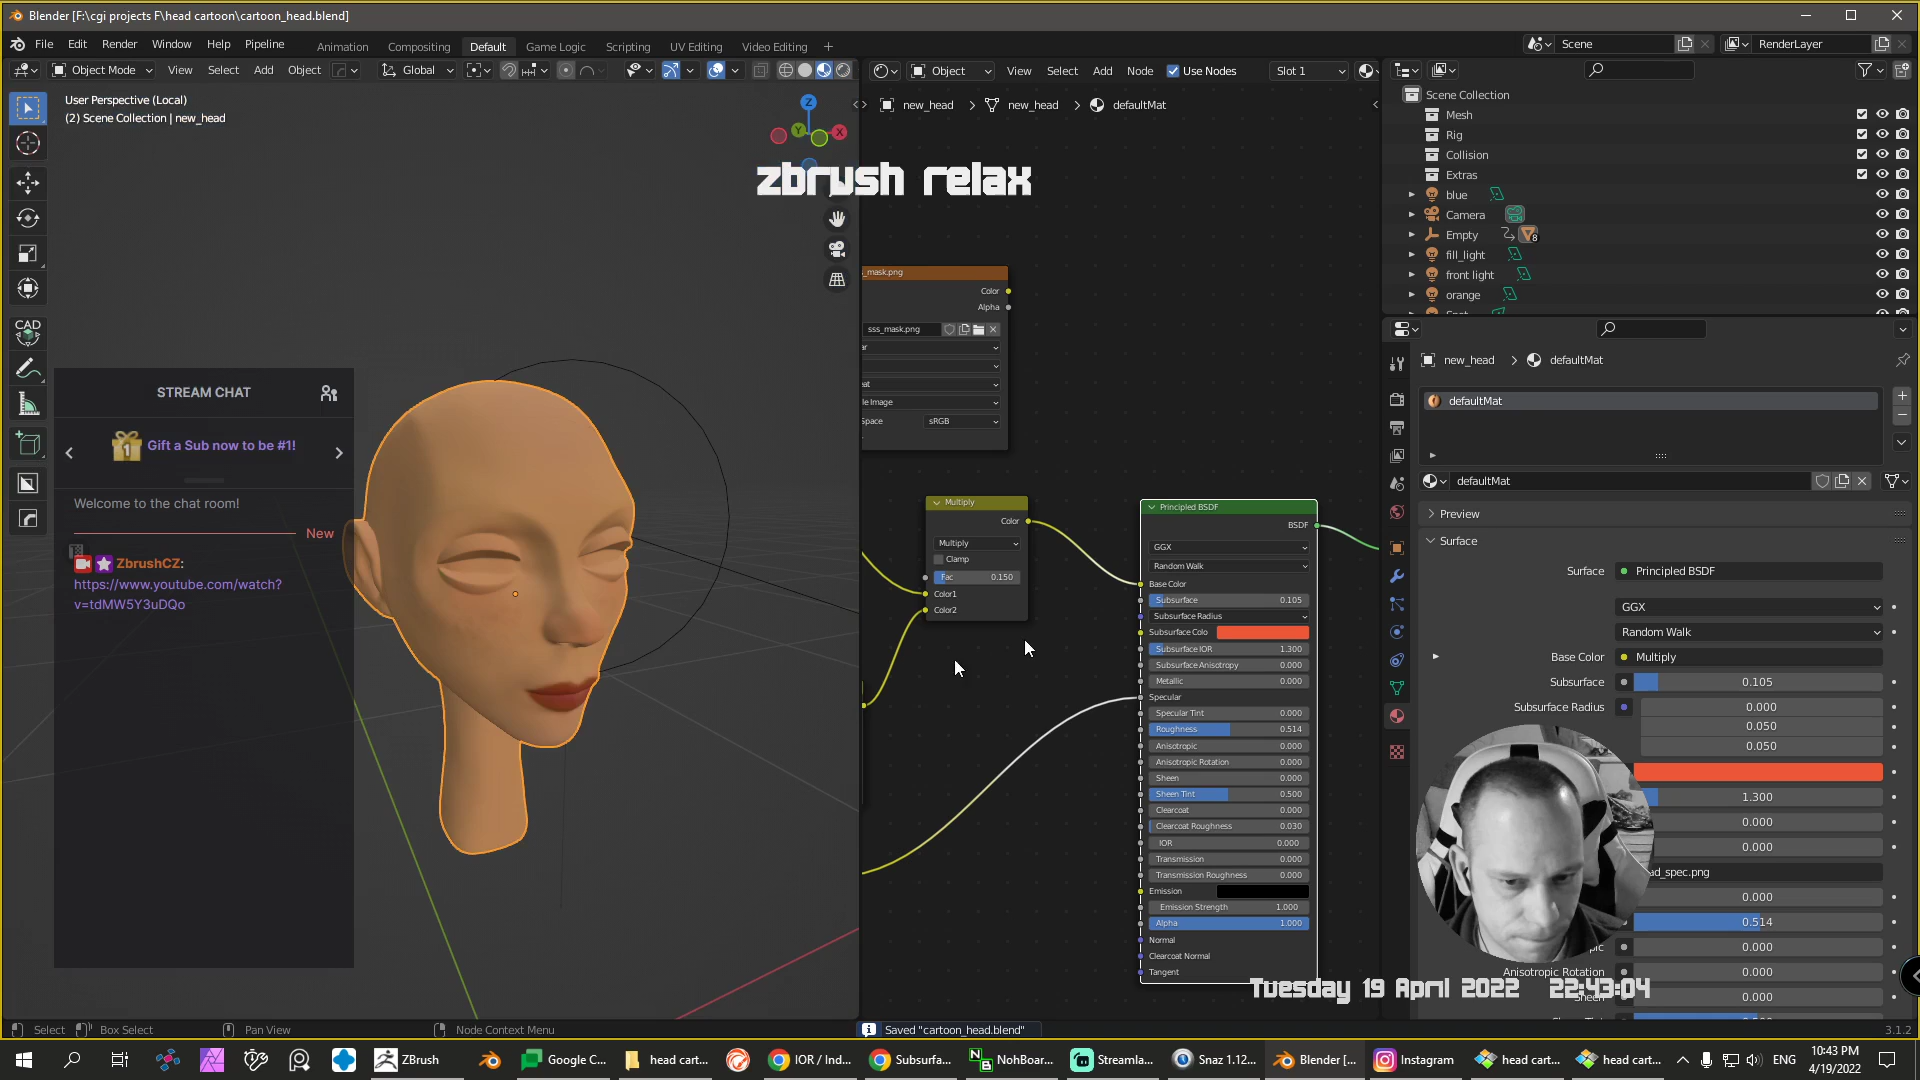 Blender [F:\cgi projects F\head cartoon\cartoon_head.blend]
File Edit Render Window Help Pipeline
Animation Compositing Default Game Logic Scripting UV Editing Video Editing +
Scene RenderLayer
Object Mode View Select Add Object Global
Object View Select Add Node Use Nodes Slot 1
User Perspective (Local)
(2) Scene Collection | new_head
new_head > new_head > defaultMat
zbrush relax
Z
Y
X
CAD
STREAM CHAT
1
Gift a Sub now to be #1!
Welcome to the chat room!
New
ZbrushCZ:
https://www.youtube.com/watch?
v=tdMW5Y3uDQo
s_mask.png
Color
Alpha
sss_mask.png
ar
eat
le Image
Space sRGB
Multiply
Color
Multiply
Clamp
Fac 0.150
Color1
Color2
Principled BSDF
BSDF
GGX
Random Walk
Base Color
Subsurface 0.105
Subsurface Radius
Subsurface Colo
Subsurface IOR 1.300
Subsurface Anisotropy 0.000
Metallic 0.000
Specular
Specular Tint 0.000
Roughness 0.514
Anisotropic 0.000
Anisotropic Rotation 0.000
Sheen 0.000
Sheen Tint 0.500
Clearcoat 0.000
Clearcoat Roughness 0.030
IOR 0.000
Transmission 0.000
Transmission Roughness 0.000
Emission
Emission Strength 1.000
Alpha 1.000
Normal
Clearcoat Normal
Tangent
Scene Collection
Mesh
Rig
Collision
Extras
blue
Camera
Empty 8
fill_light
front light
orange
new_head > defaultMat
defaultMat
defaultMat
Preview
Surface
Surface Principled BSDF
GGX
Random Walk
Base Color Multiply
Subsurface 0.105
Subsurface Radius 0.000
0.050
0.050
1.300
0.000
0.000
ad_spec.png
0.000
0.514
pic 0.000
Anisotropic Rotation 0.000
Sheen 0.000
Tuesday 19 April 2022 22:43:04
Select Box Select Pan View Node Context Menu
Saved "cartoon_head.blend"
3.1.2
ZBrush Google C... head cart... IOR / Ind... Subsurfa... NohBoar... Streamla... Snaz 1.12... Blender [... Instagram head cart... head cart... ENG
10:43 PM
4/19/2022